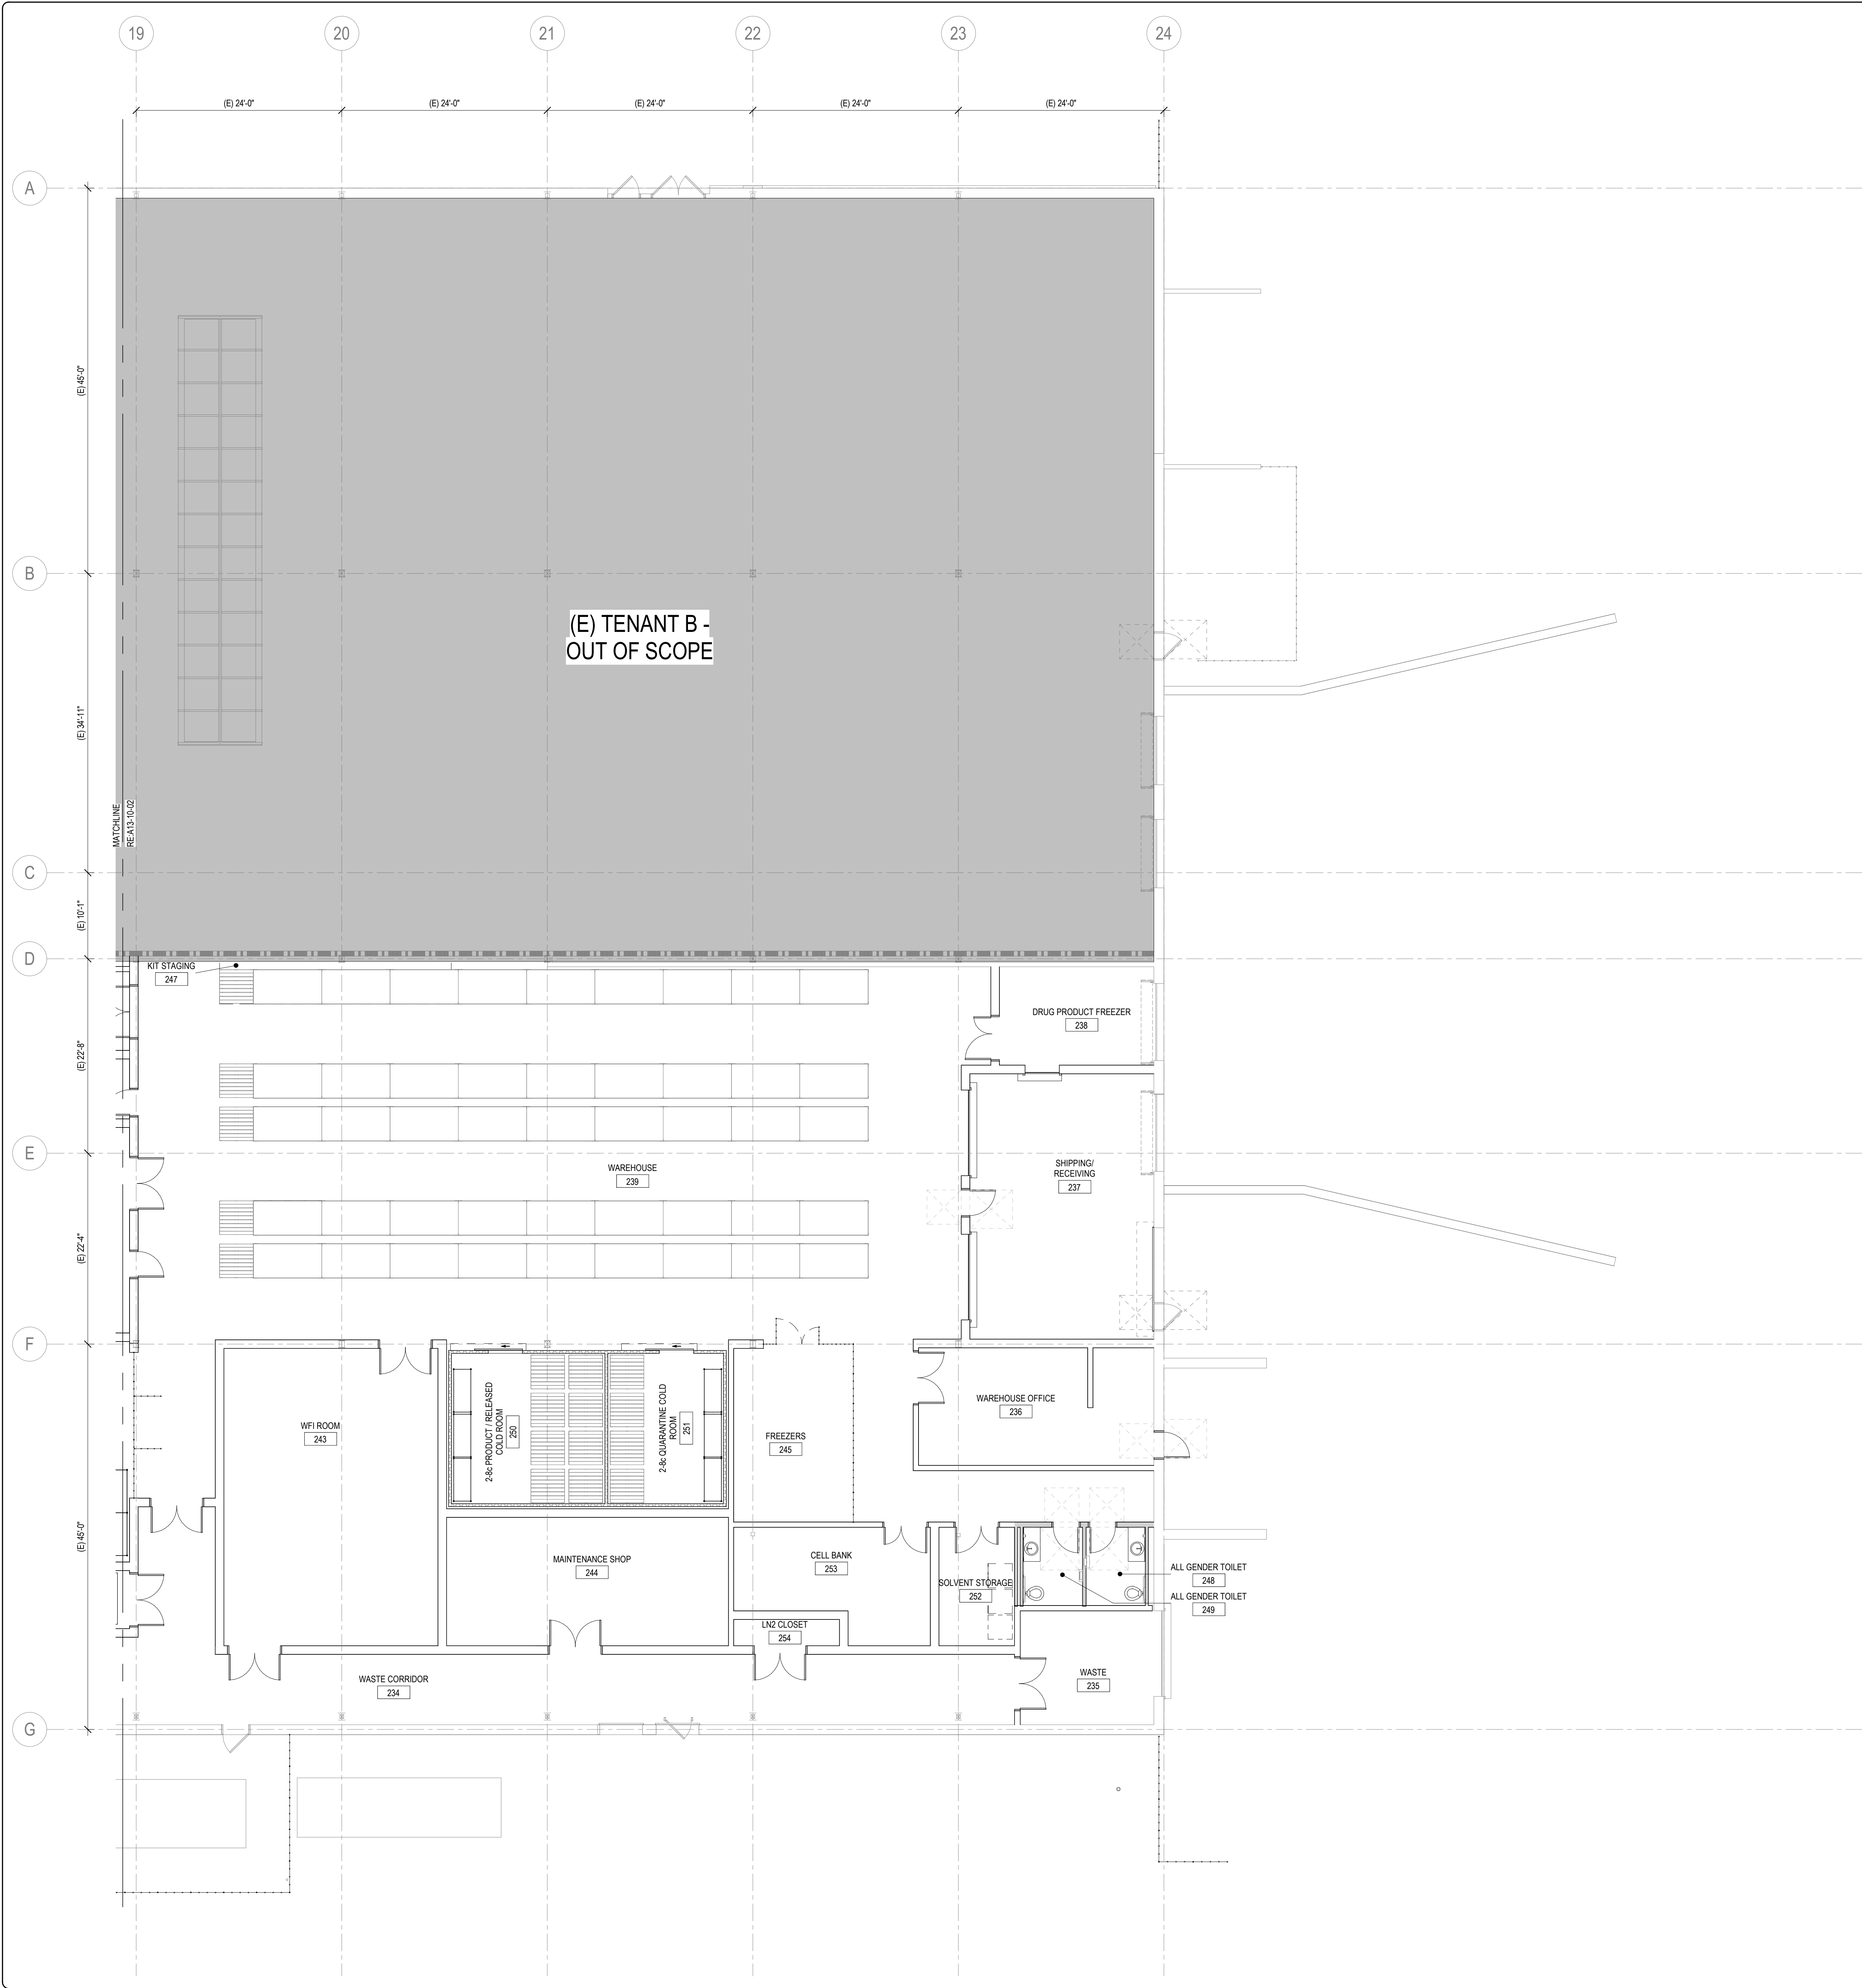 19
20
21
22
23
24
(E) 24'-0"
(E) 24'-0"
(E) 24'-0"
(E) 24'-0"
(E) 24'-0"
A
(E) 45'-0"
B
(E) TENANT B -
OUT OF SCOPE
(E) 34'-11"
MATCHLINE
RE:A13-10-02
C
(E) 10'-1"
D
KIT STAGING
247
DRUG PRODUCT FREEZER
238
(E) 22'-8"
E
WAREHOUSE
239
SHIPPING/
RECEIVING
237
(E) 22'-4"
F
WFI ROOM
243
2-8c PRODUCT / RELEASED
COLD ROOM
250
2-8c QUARANTINE COLD
ROOM
251
FREEZERS
245
WAREHOUSE OFFICE
236
(E) 45'-0"
MAINTENANCE SHOP
244
CELL BANK
253
SOLVENT STORAGE
252
ALL GENDER TOILET
248
ALL GENDER TOILET
249
LN2 CLOSET
254
WASTE CORRIDOR
234
WASTE
235
G